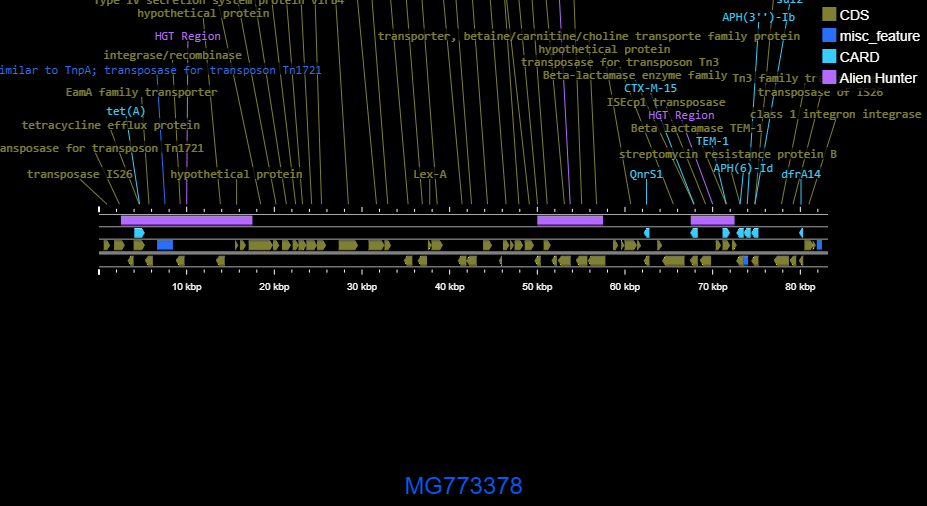 Type IV secretion system protein VirB4
sul2
hypothetical protein
APH(3'')-Ib
CDS
HGT Region
transporter, betaine/carnitine/choline transporte family protein
misc_feature
integrase/recombinase
hypothetical protein
CARD
imilar to TnpA; transposase for transposon Tn1721
transposase for transposon Tn3
Beta-lactamase enzyme family
Tn3 family tr
Alien Hunter
EamA family transporter
CTX-M-15
transposase of IS26
ISEcp1 transposase
tet(A)
HGT Region
class 1 integron integrase
tetracycline efflux protein
Beta lactamase TEM-1
TEM-1
ansposase for transposon Tn1721
streptomycin resistance protein B
transposase IS26
hypothetical protein
Lex-A
QnrS1
APH(6)-Id
dfrA14
10 kbp
20 kbp
30 kbp
40 kbp
50 kbp
60 kbp
70 kbp
80 kbp
MG773378